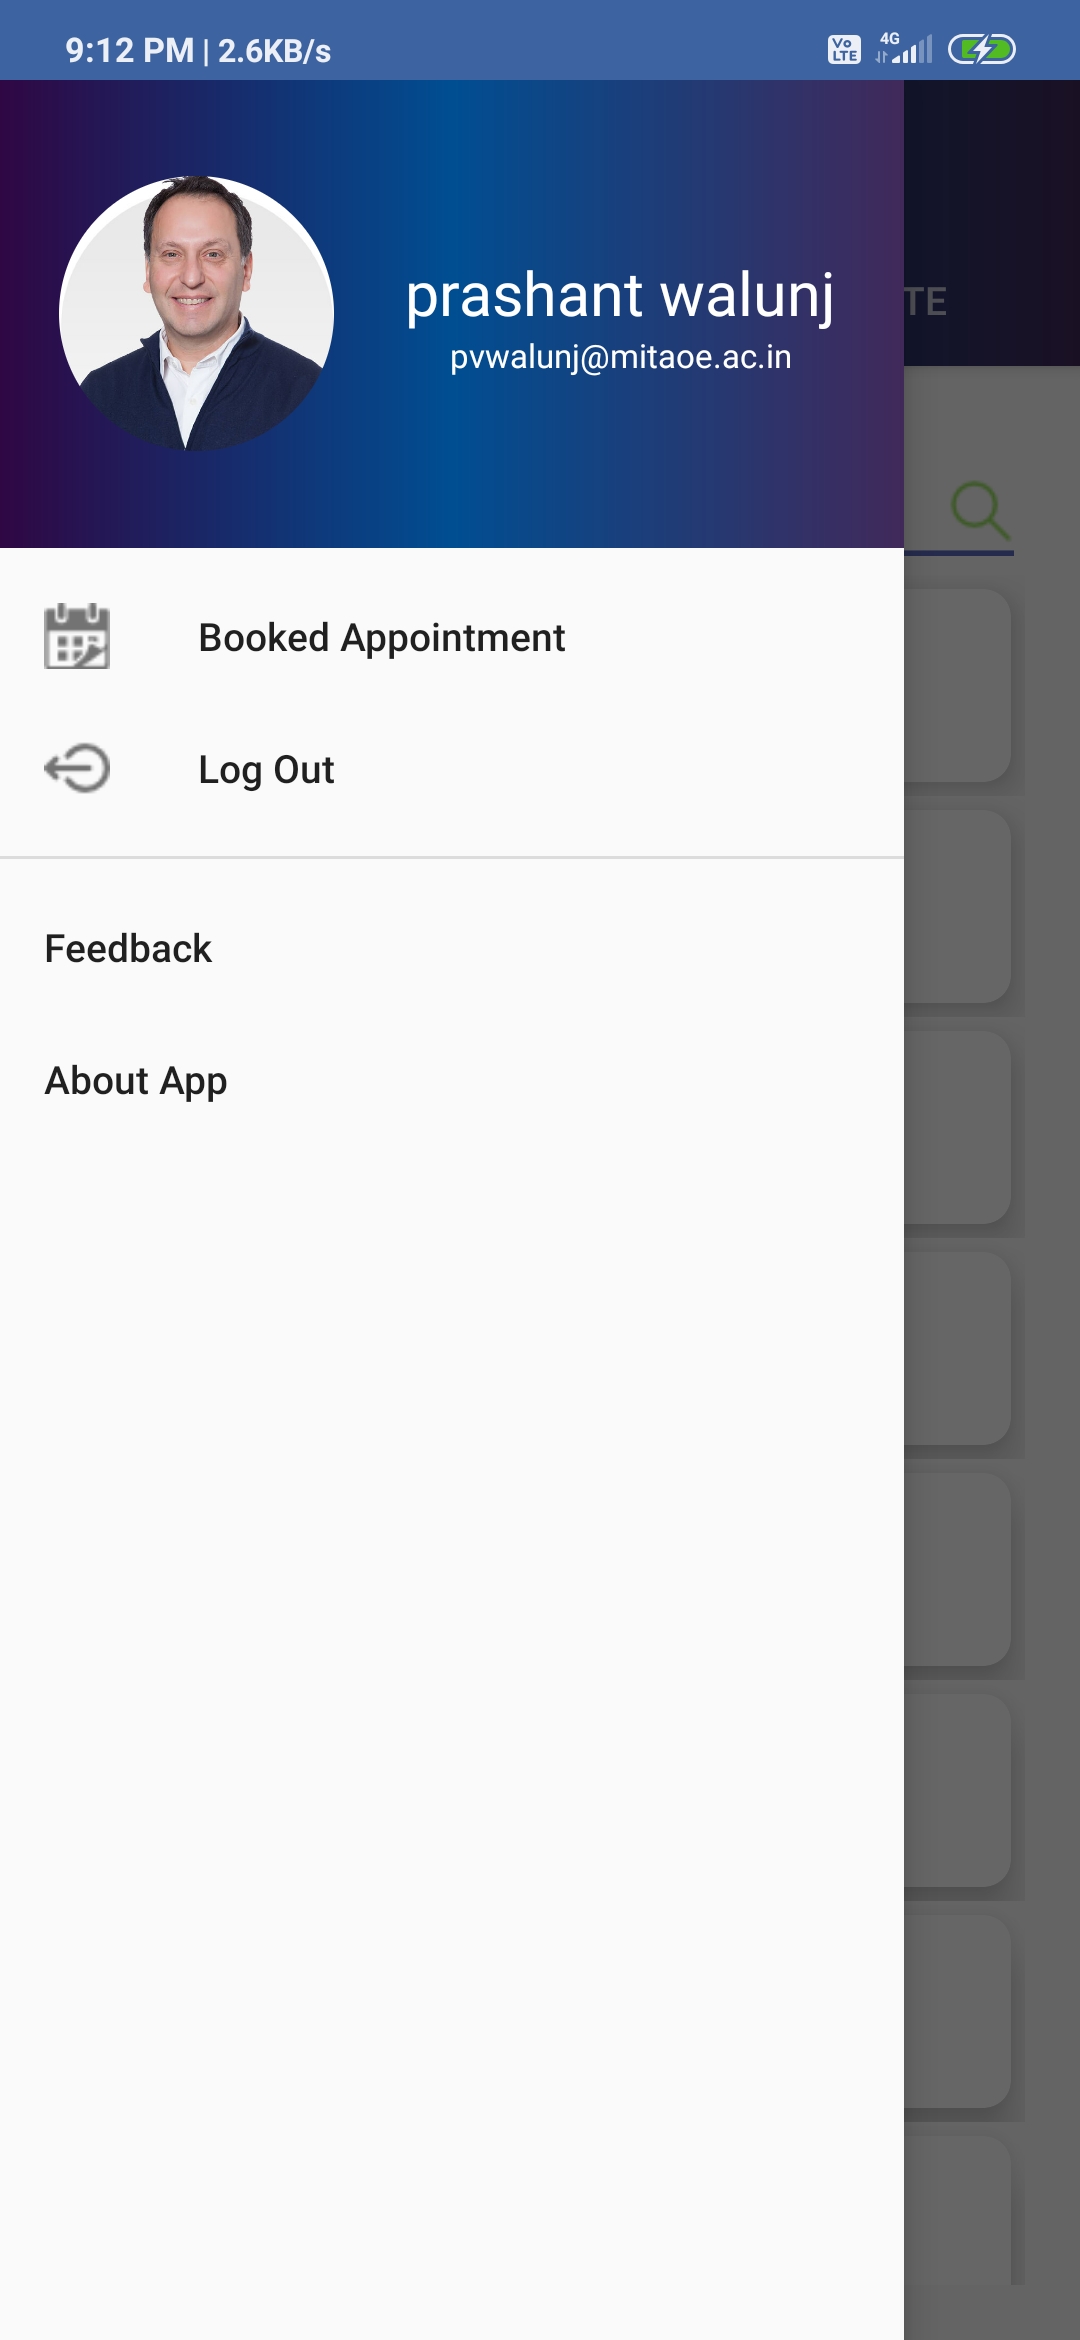 9:12 PM | 2.6KB/s
Vo LTE
4G
prashant walunj
pvwalunj@mitaoe.ac.in
TE
Booked Appointment
Log Out
Feedback
About App